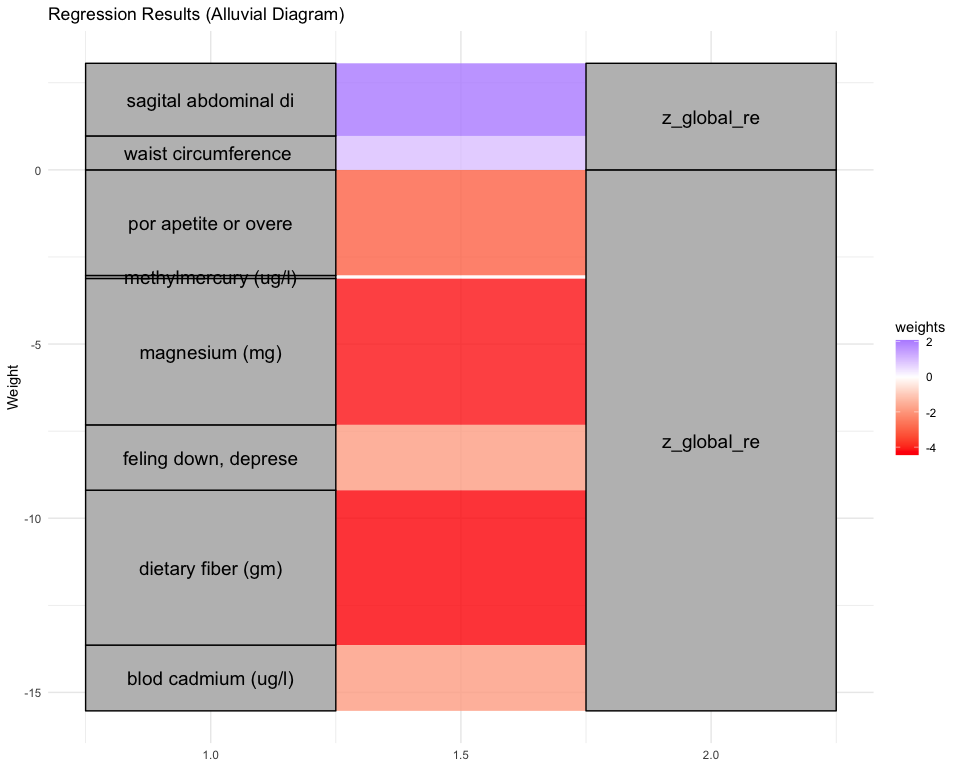 Regression Results (Alluvial Diagram)
sagital abdominal di
z_global_re
waist circumference
0
por apetite or overe
methylmercury (ug/l)
magnesium (mg)
-5
weights
2
0
-2
-4
Weight
z_global_re
feling down, deprese
-10
dietary fiber (gm)
blod cadmium (ug/l)
-15
1.0
1.5
2.0